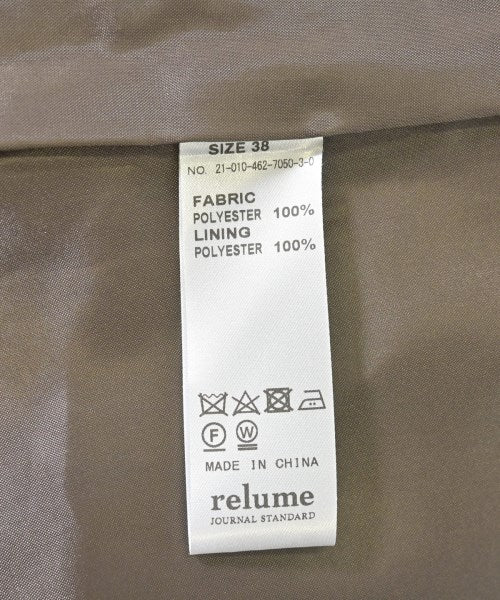 SIZE 38
NO. 21-010-462-7050-3-0
FABRIC
POLYESTER 100%
LINING
POLYESTER 100%
F W
MADE IN CHINA
relume
JOURNAL STANDARD